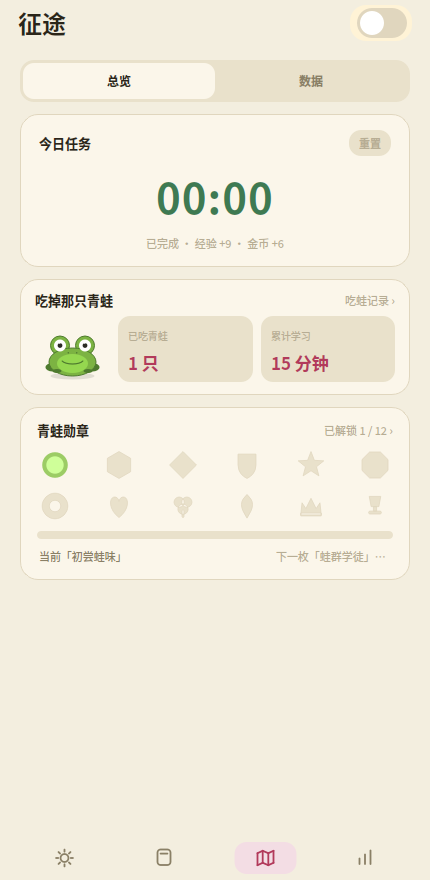 征途
总览
数据
今日任务
重置
00:00
已完成 · 经验 +9 · 金币 +6
吃掉那只青蛙
吃蛙记录 ›
已吃青蛙
累计学习
1 只
15 分钟
青蛙勋章
已解锁 1 / 12 ›
当前「初尝蛙味」
下一枚「蛙群学徒」…